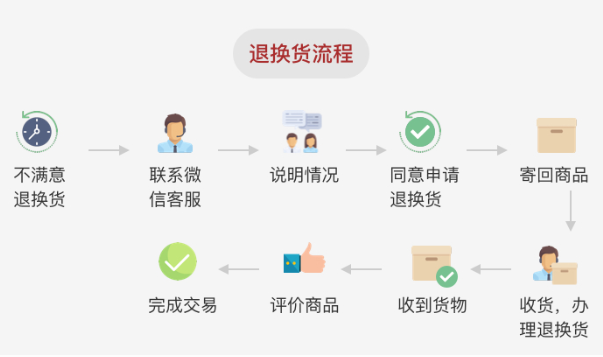 退换货流程
不满意
退换货
联系微
信客服
说明情况
同意申请
退换货
寄回商品
收货，办
理退换货
收到货物
评价商品
完成交易